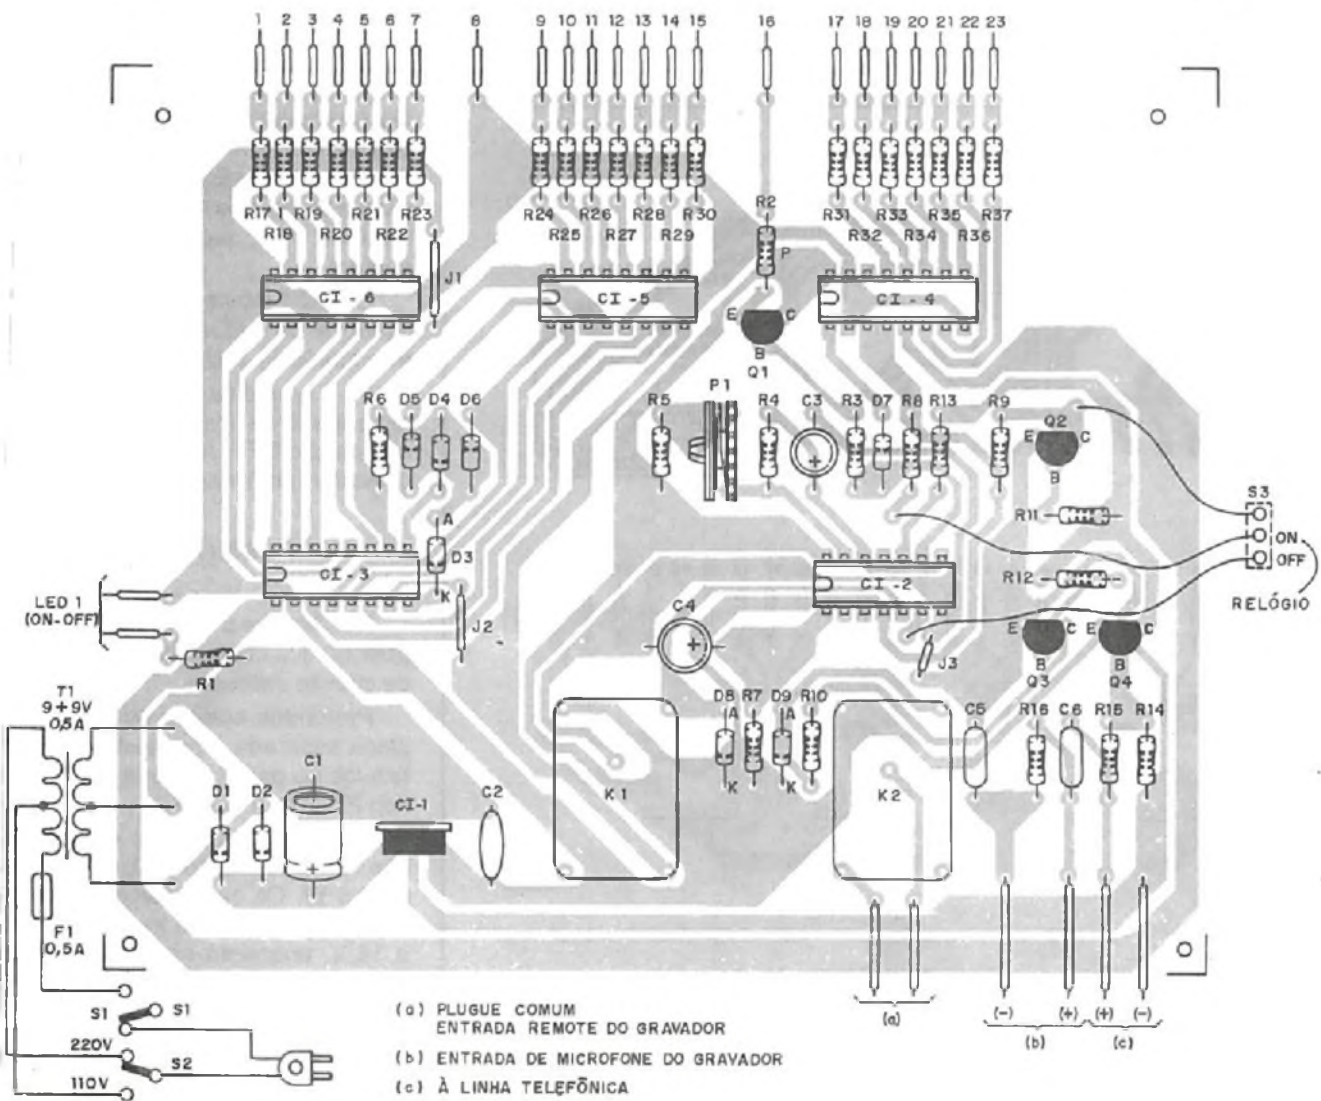 1 2 3 4 5 6 7 8 9 10 11 12 13 14 15 16 17 18 19 20 21 22 23
R17 R19 R21 R23 R24 R26 R28 R30 R2 R31 R33 R35 R37
R18 R20 R22 R25 R27 R29 P R32 R34 R36
CI-6 J1 CI-5 CI-4
E C
B
Q1
R6 D5 D4 D6 R5 P1 R4 C3 R3 D7 R8 R13 R9 Q2
+ E C
B
S3
A R11 ON
D3 OFF
K
CI-3 CI-2 R12
RELÓGIO
LED 1
(ON-OFF)
J2 C4 + E C E C
J3 B B
R1 Q3 Q4
T1
9+9V
0,5A
D8 R7 D9 R10 C5 R16 C6 R15 R14
A A
K K
D1 D2 C1 CI-1 C2 K1 K2
+
F1
0,5A
(-) (+) (+) (-)
(a) (b) (c)
S1 S1
220V
S2
110V
(a) PLUGUE COMUM
ENTRADA REMOTE DO GRAVADOR
(b) ENTRADA DE MICROFONE DO GRAVADOR
(c) À LINHA TELEFÔNICA